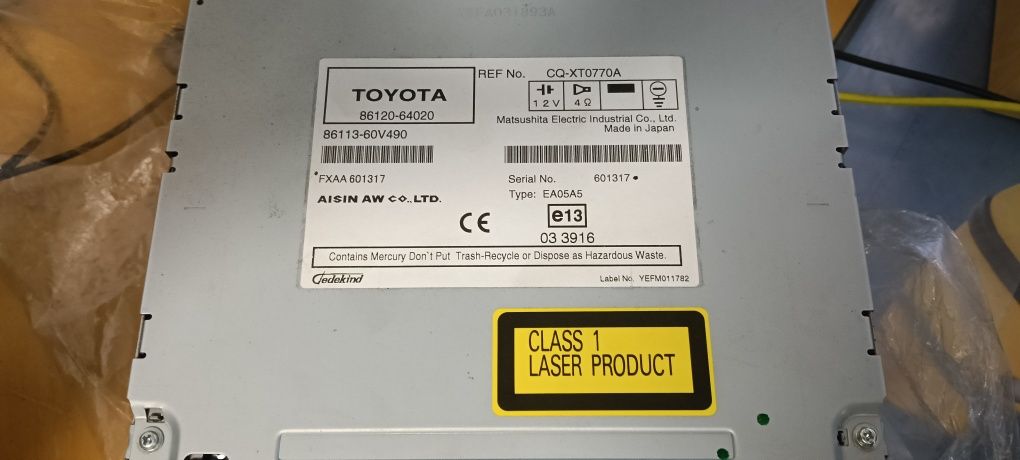 TOYOTA
86120-64020
REF No. CQ-XT0770A
12V 4Ω
86113-60V490
Matsushita Electric Industrial Co., Ltd.
Made in Japan
FXAA 601317
Serial No. 601317
AISIN AW CO.,LTD.
Type: EA05A5
CE
e13
03 3916
Contains Mercury Don't Put Trash-Recycle or Dispose as Hazardous Waste.
Gedekind
Label No. YEFM011782
CLASS 1
LASER PRODUCT